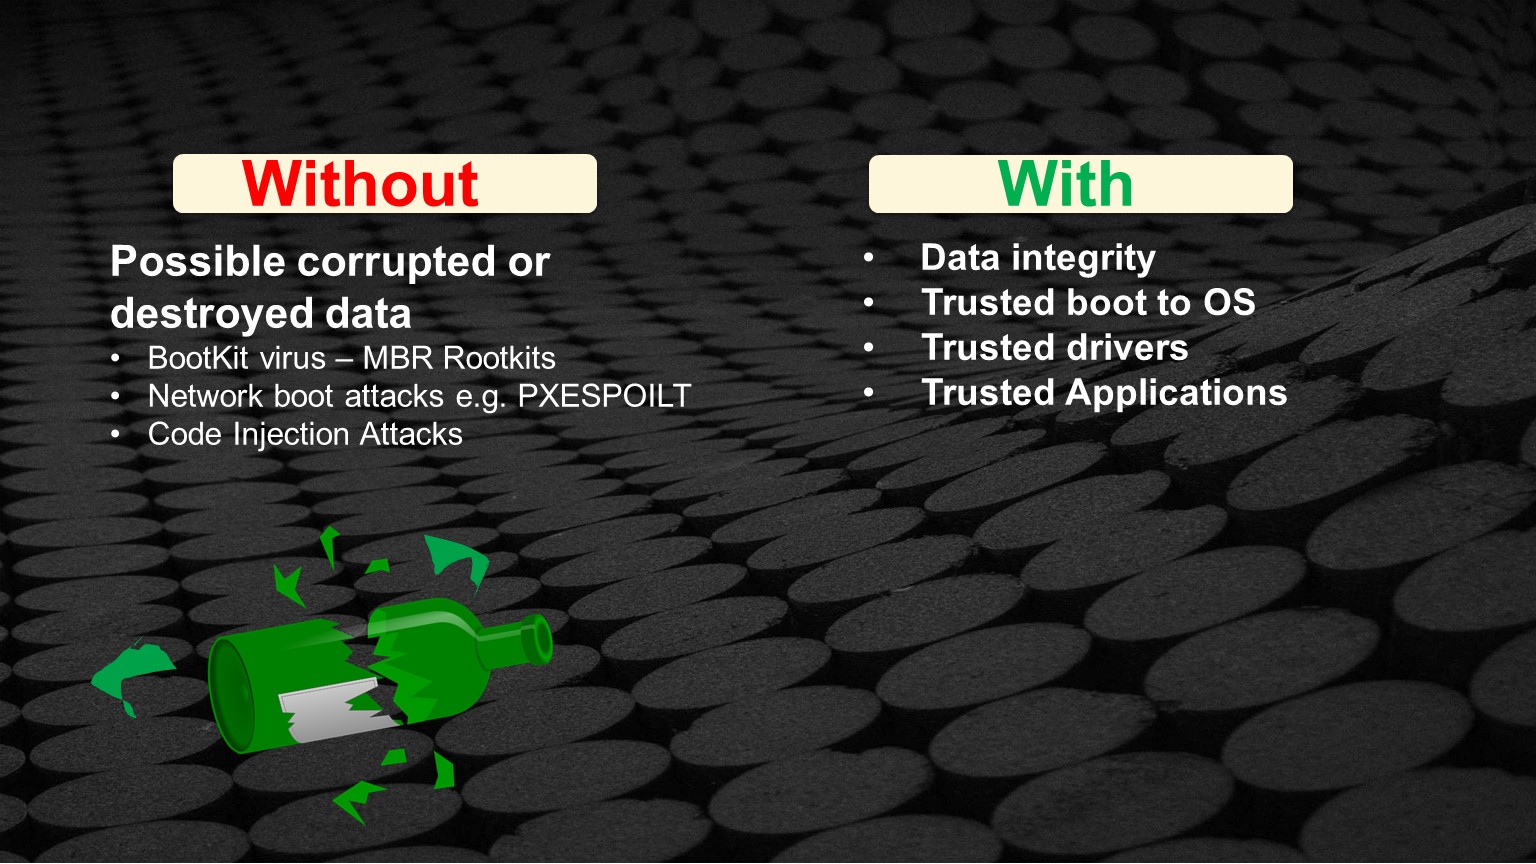 Without
Possible corrupted or
destroyed data
• BootKit virus – MBR Rootkits
• Network boot attacks e.g. PXESPOILT
• Code Injection Attacks
With
• Data integrity
• Trusted boot to OS
• Trusted drivers
• Trusted Applications